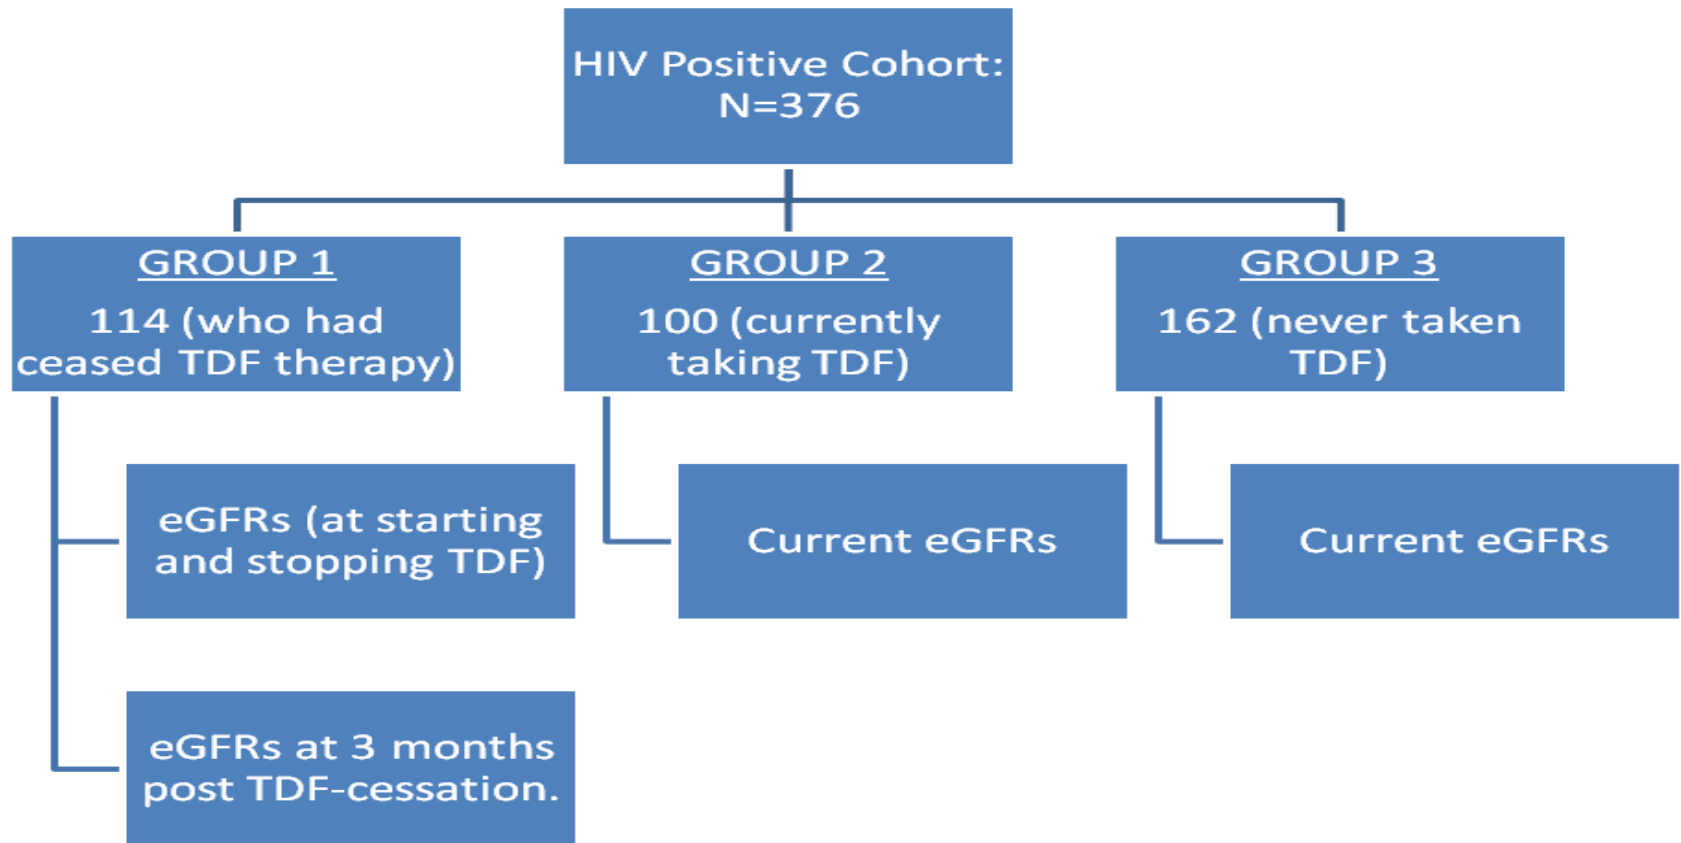 HIV Positive Cohort:
N=376
GROUP 1
114 (who had
ceased TDF therapy)
GROUP 2
100 (currently
taking TDF)
GROUP 3
162 (never taken
TDF)
eGFRs (at starting
and stopping TDF)
Current eGFRs
Current eGFRs
eGFRs at 3 months
post TDF-cessation.